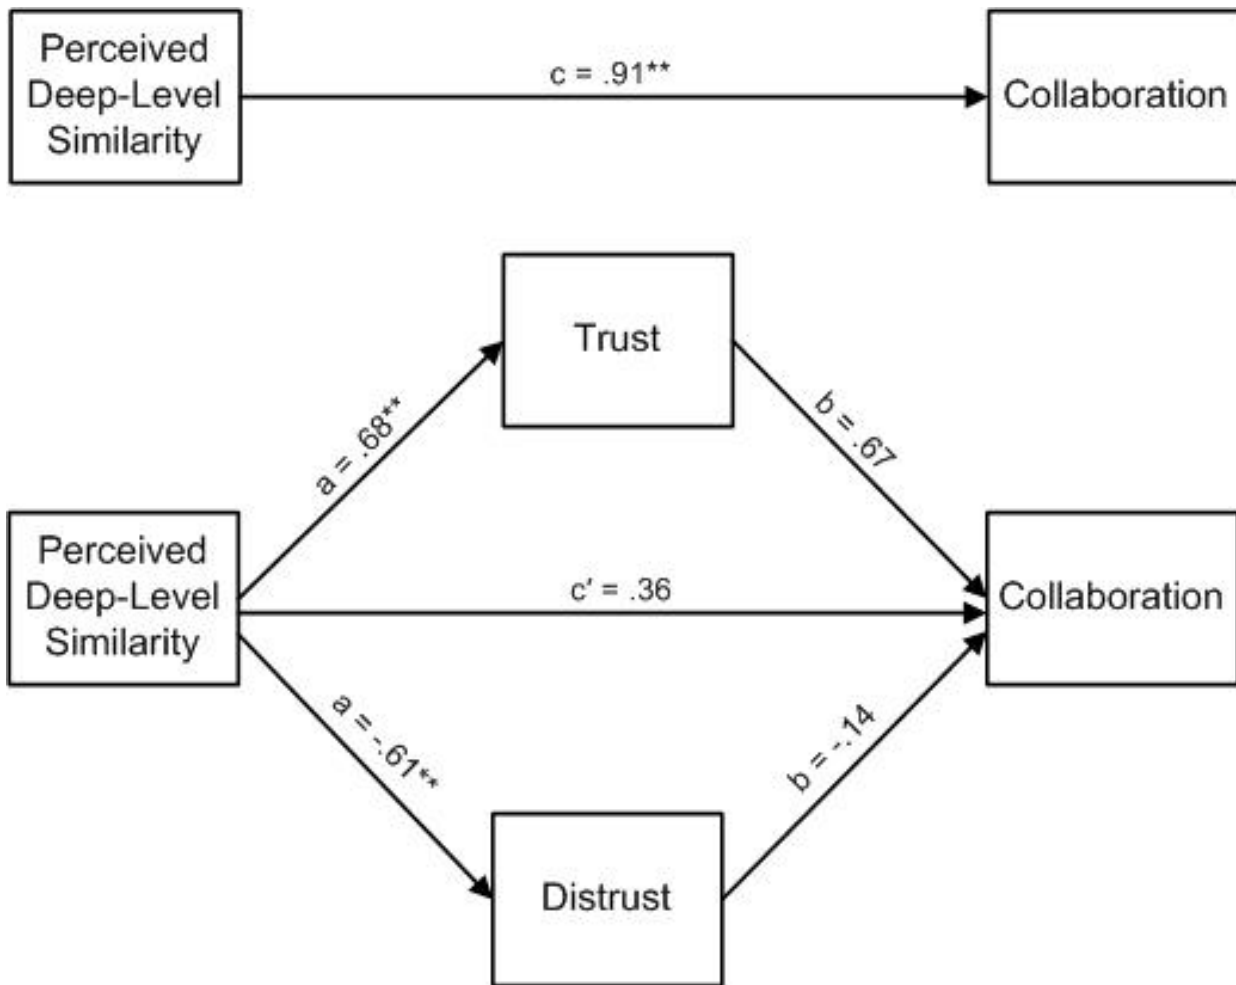 Perceived
Deep-Level
Similarity
c = .91**
Collaboration
Trust
a = .68**
b = .67
Perceived
Deep-Level
Similarity
c' = .36
Collaboration
a = -.61**
b = -.14
Distrust